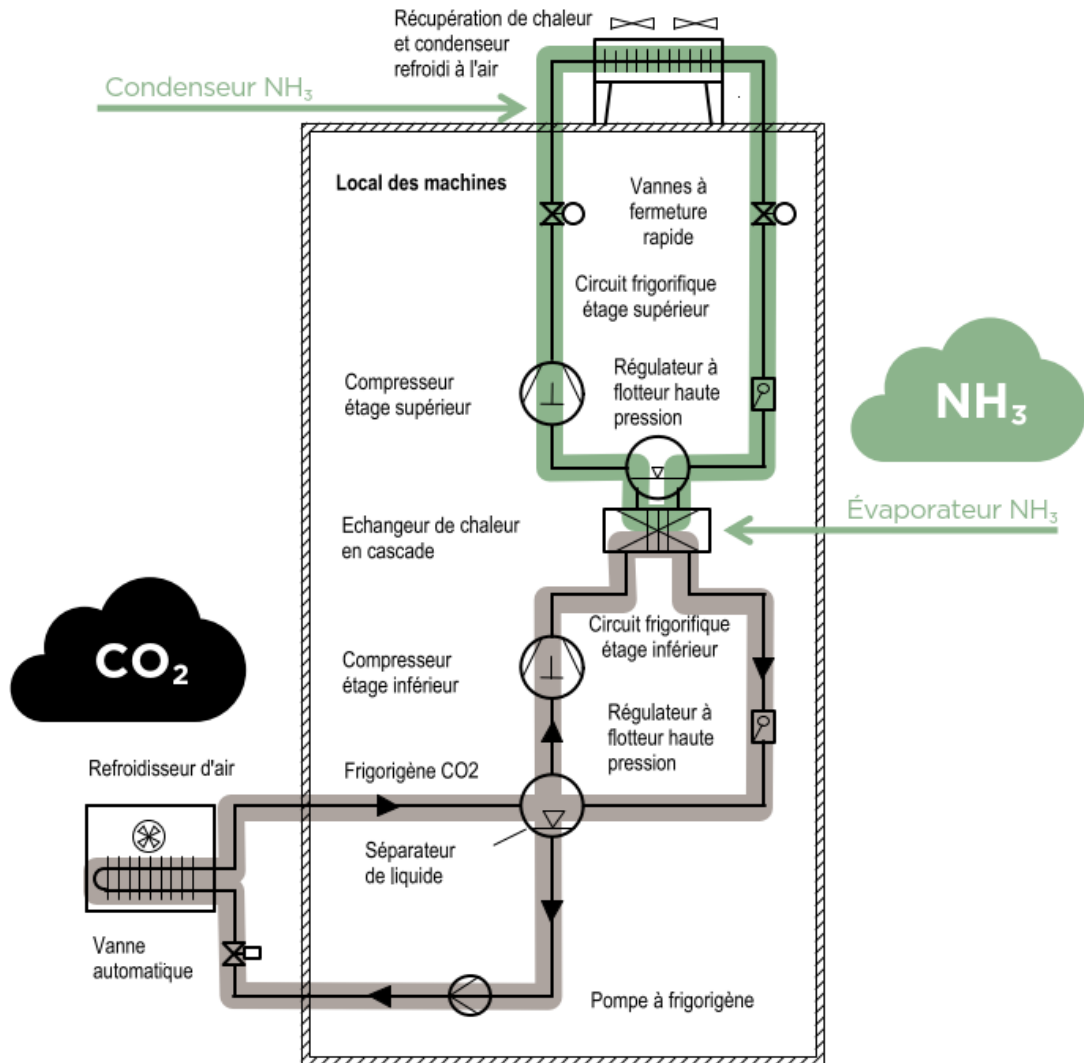 Récupération de chaleur
et condenseur
refroidi à l'air
Condenseur NH₃
Local des machines
Vannes à
fermeture
rapide
Circuit frigorifique
étage supérieur
Compresseur
étage supérieur
Régulateur à
flotteur haute
pression
NH₃
Echangeur de chaleur
en cascade
Évaporateur NH₃
CO₂
Circuit frigorifique
étage inférieur
Compresseur
étage inférieur
Régulateur à
flotteur haute
pression
Refroidisseur d'air
Frigorigène CO2
Séparateur
de liquide
Vanne
automatique
Pompe à frigorigène